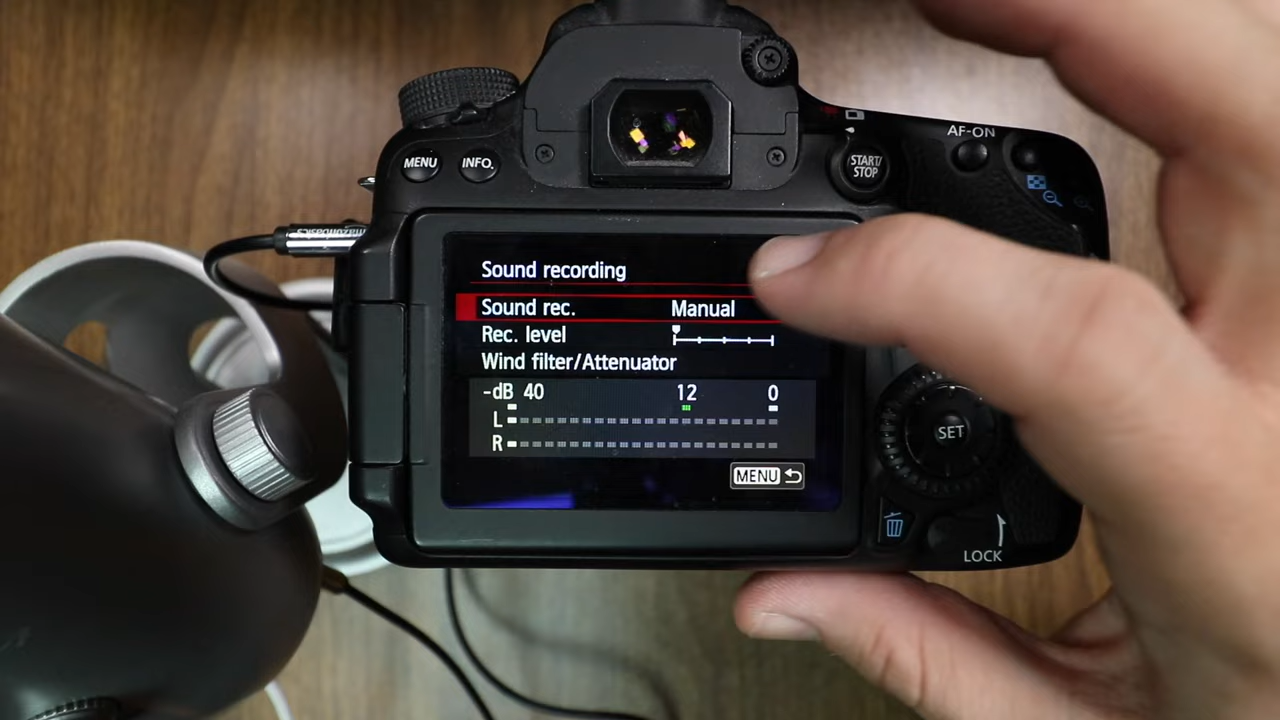 AF-ON
MENU
INFO.
START/
STOP
Sound recording
Sound rec. Manual
Rec. level
Wind filter/Attenuator
-dB 40 12 0
L
R
MENU
SET
LOCK